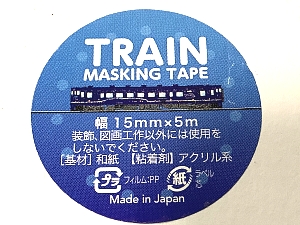 TRAIN
MASKING TAPE
幅 15mm×5m
装飾、図画工作以外には使用を
しないでください。
【基材】和紙 【粘着剤】アクリル系
プラ フィルム:PP 紙 ラベル
Made in Japan